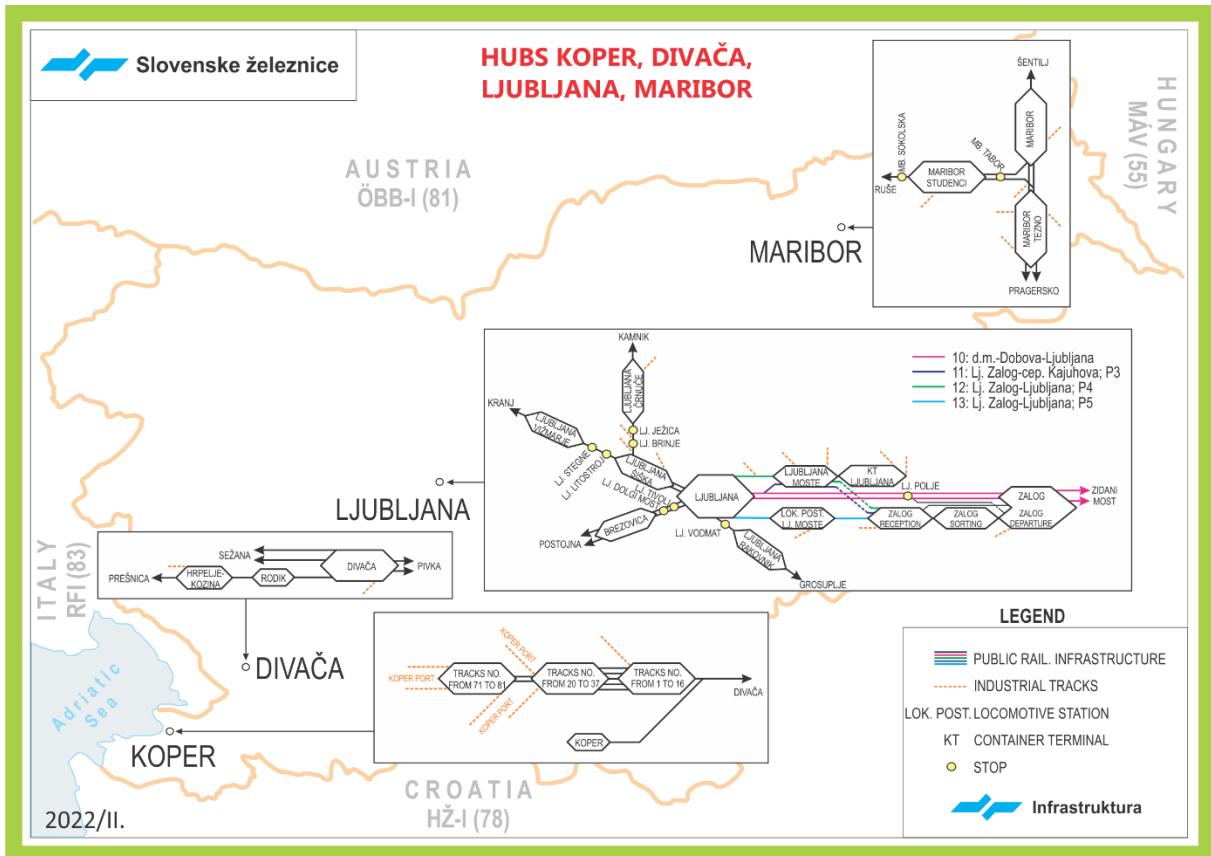 Slovenske železnice
HUBS KOPER, DIVAČA,
LJUBLJANA, MARIBOR
AUSTRIA
ÖBB-I (81)
HUNGARY
MÁV (55)
ŠENTILJ
MARIBOR
MB. SOKOLSKA
MB. TABOR
MARIBOR
STUDENCI
RUŠE
MARIBOR
TEZNO
PRAGERSKO
MARIBOR
10: d.m.-Dobova-Ljubljana
11: Lj. Zalog-cep. Kajuhova; P3
12: Lj. Zalog-Ljubljana; P4
13: Lj. Zalog-Ljubljana; P5
KAMNIK
LJUBLJANA
ČRNUČE
KRANJ
LJUBLJANA
VIŽMARJE
LJ. JEŽICA
LJ. BRINJE
LJ. STEGNE
LJ. LITOSTROJ
LJUBLJANA
ŠIŠKA
LJ. TIVOLI
LJ. DOLGI MOST
LJUBLJANA
LJUBLJANA
MOSTE
KT
LJUBLJANA
LJ. POLJE
ZALOG
ZIDANI
MOST
BREZOVICA
POSTOJNA
LJ. VODMAT
LOK. POST.
LJ. MOSTE
ZALOG
RECEPTION
ZALOG
SORTING
ZALOG
DEPARTURE
LJUBLJANA
RAKOVNIK
GROSUPLJE
LJUBLJANA
ITALY
RFI (83)
SEŽANA
DIVAČA
PIVKA
PREŠNICA
HRPELJE-
KOZINA
RODIK
DIVAČA
Adriatic
Sea
KOPER PORT
KOPER PORT
KOPER PORT
TRACKS NO.
FROM 71 TO 81
TRACKS NO.
FROM 20 TO 37
TRACKS NO.
FROM 1 TO 16
DIVAČA
KOPER
KOPER
CROATIA
HŽ-I (78)
2022/II.
LEGEND
PUBLIC RAIL. INFRASTRUCTURE
INDUSTRIAL TRACKS
LOK. POST. LOCOMOTIVE STATION
KT CONTAINER TERMINAL
STOP
Infrastruktura